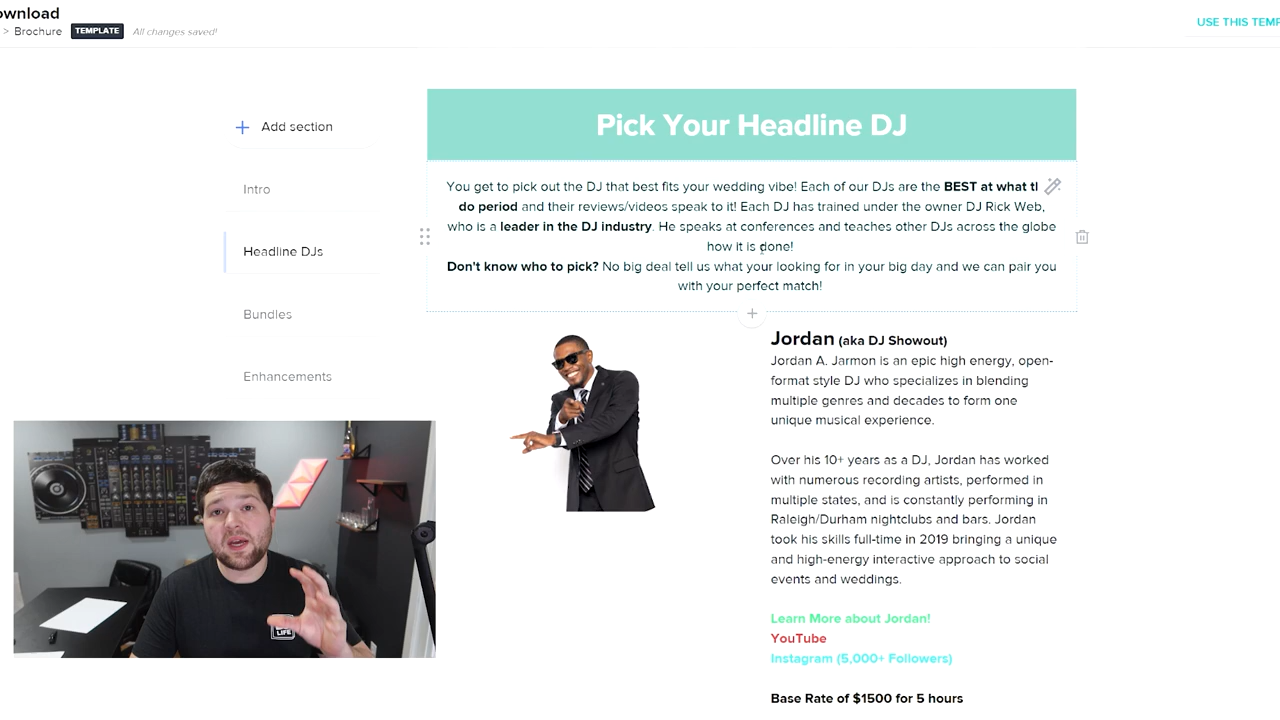 ownload
> Brochure TEMPLATE All changes saved!
USE THIS TEMP
Add section
Intro
Headline DJs
Bundles
Enhancements
Pick Your Headline DJ
You get to pick out the DJ that best fits your wedding vibe! Each of our DJs are the BEST at what tl
do period and their reviews/videos speak to it! Each DJ has trained under the owner DJ Rick Web,
who is a leader in the DJ industry. He speaks at conferences and teaches other DJs across the globe
how it is done!
Don't know who to pick? No big deal tell us what your looking for in your big day and we can pair you
with your perfect match!
Jordan (aka DJ Showout)
Jordan A. Jarmon is an epic high energy, open-
format style DJ who specializes in blending
multiple genres and decades to form one
unique musical experience.
Over his 10+ years as a DJ, Jordan has worked
with numerous recording artists, performed in
multiple states, and is constantly performing in
Raleigh/Durham nightclubs and bars. Jordan
took his skills full-time in 2019 bringing a unique
and high-energy interactive approach to social
events and weddings.
Learn More about Jordan!
YouTube
Instagram (5,000+ Followers)
Base Rate of $1500 for 5 hours
LIFE